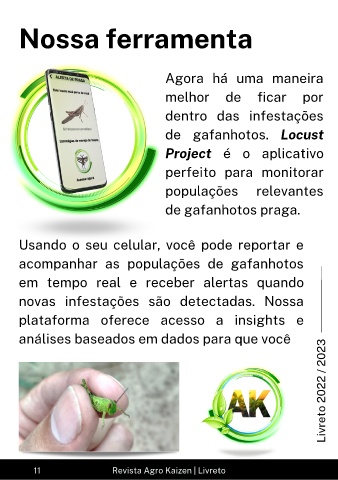 Nossa ferramenta
ALERTA DE PRAGA
Agora há uma maneira
melhor de ficar por
dentro das infestações
de gafanhotos. Locust
Project é o aplicativo
perfeito para monitorar
populações relevantes
de gafanhotos praga.
Usando o seu celular, você pode reportar e
acompanhar as populações de gafanhotos
em tempo real e receber alertas quando
novas infestações são detectadas. Nossa
plataforma oferece acesso a insights e
análises baseados em dados para que você
Livreto 2022 / 2023
AK
11
Revista Agro Kaizen | Livreto